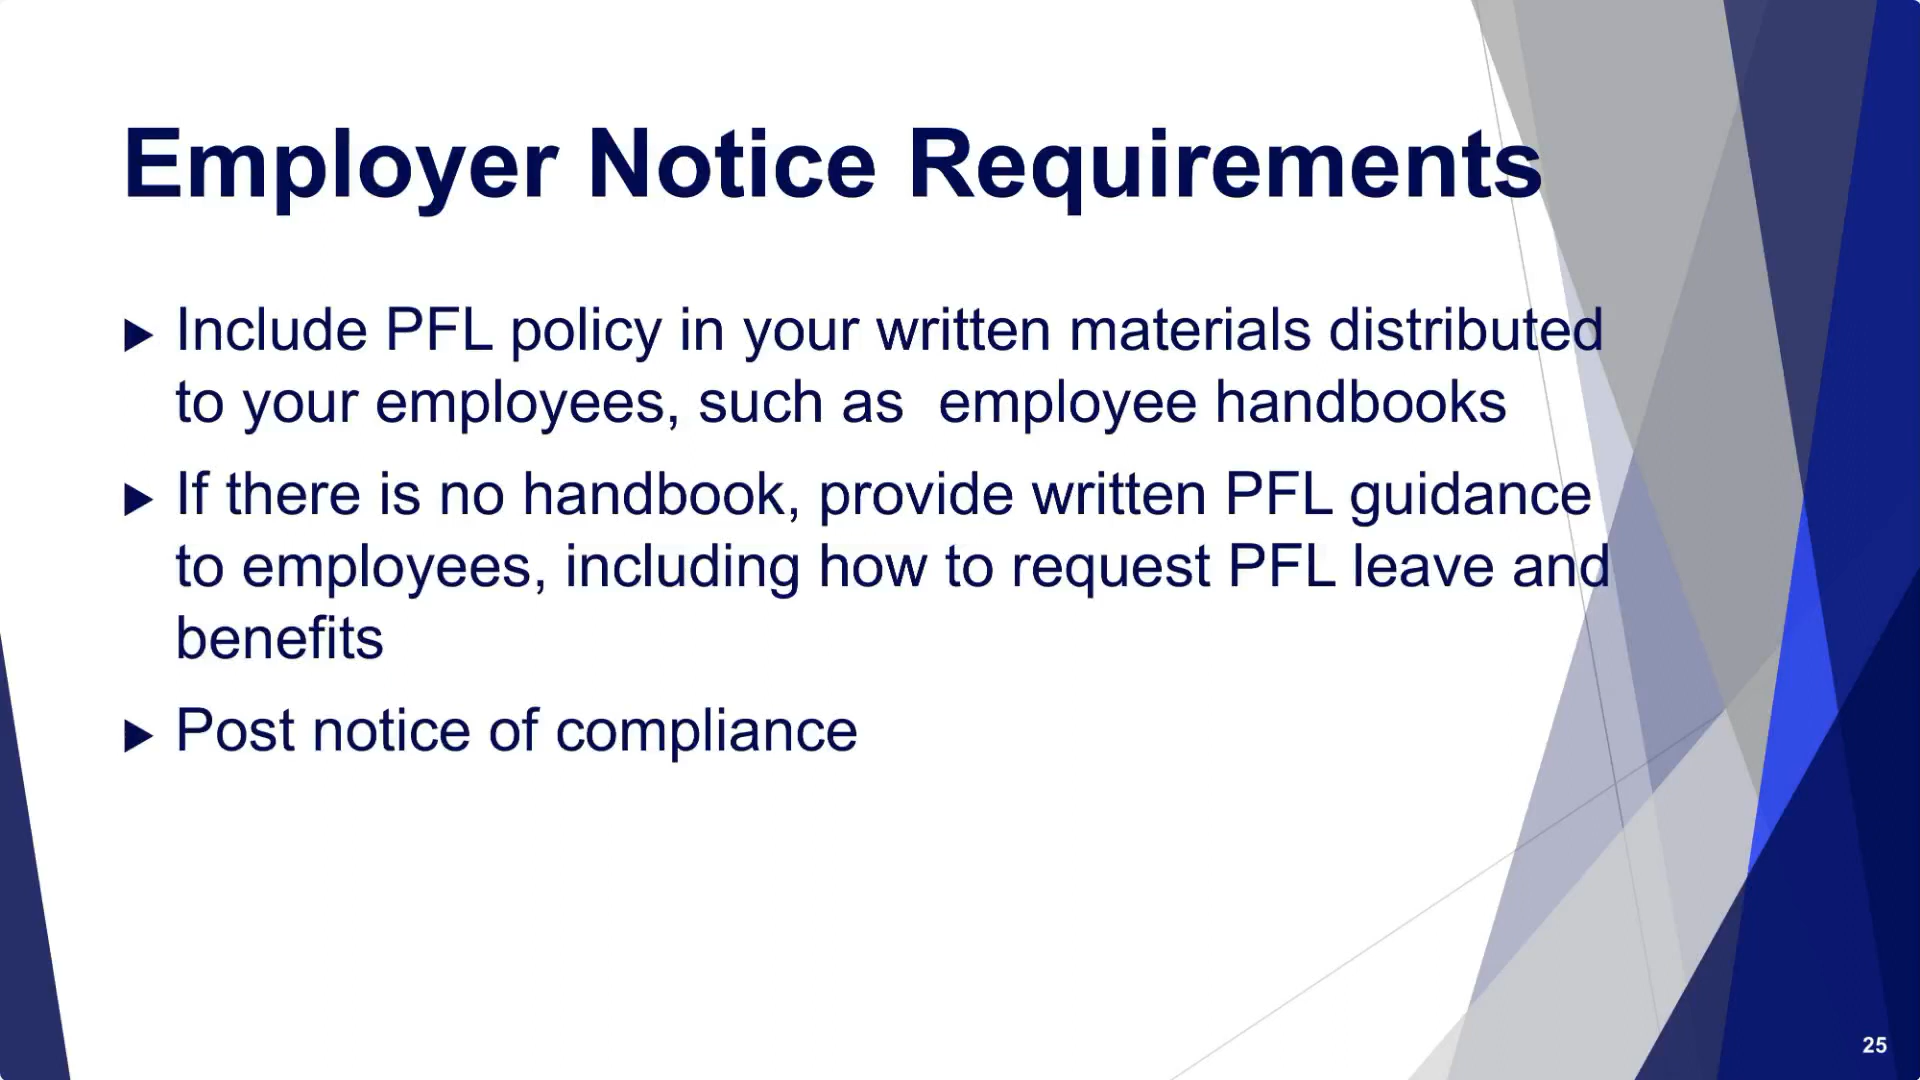 Employer Notice Requirements
Include PFL policy in your written materials distributed
to your employees, such as  employee handbooks
If there is no handbook, provide written PFL guidance
to employees, including how to request PFL leave and
benefits
Post notice of compliance
25